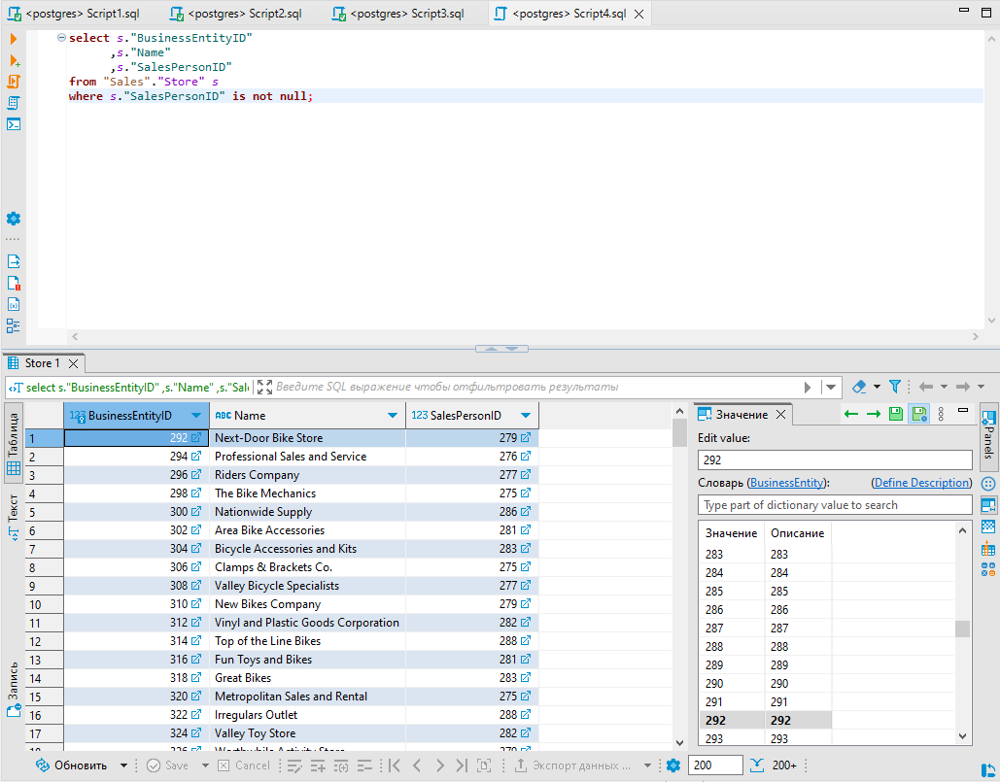 <postgres> Script1.sql <postgres> Script2.sql <postgres> Script3.sql <postgres> Script4.sql
select s."BusinessEntityID"
,s."Name"
,s."SalesPersonID"
from "Sales"."Store" s
where s."SalesPersonID" is not null;
Store 1
select s."BusinessEntityID" ,s."Name" ,s."Sale Введите SQL выражение чтобы отфильтровать результаты
Таблица
Текст
Запись
123 BusinessEntityID ABC Name 123 SalesPersonID
1 292 Next-Door Bike Store 279
2 294 Professional Sales and Service 276
3 296 Riders Company 277
4 298 The Bike Mechanics 275
5 300 Nationwide Supply 286
6 302 Area Bike Accessories 281
7 304 Bicycle Accessories and Kits 283
8 306 Clamps & Brackets Co. 275
9 308 Valley Bicycle Specialists 277
10 310 New Bikes Company 279
11 312 Vinyl and Plastic Goods Corporation 282
12 314 Top of the Line Bikes 288
13 316 Fun Toys and Bikes 281
14 318 Great Bikes 283
15 320 Metropolitan Sales and Rental 275
16 322 Irregulars Outlet 288
17 324 Valley Toy Store 282
18 326 Worthwhile Activity Store 279
Значение
Edit value:
292
Словарь (BusinessEntity): (Define Description)
Type part of dictionary value to search
Значение Описание
283 283
284 284
285 285
286 286
287 287
288 288
289 289
290 290
291 291
292 292
293 293
Panels
Обновить Save Cancel Экспорт данных ... 200 200+